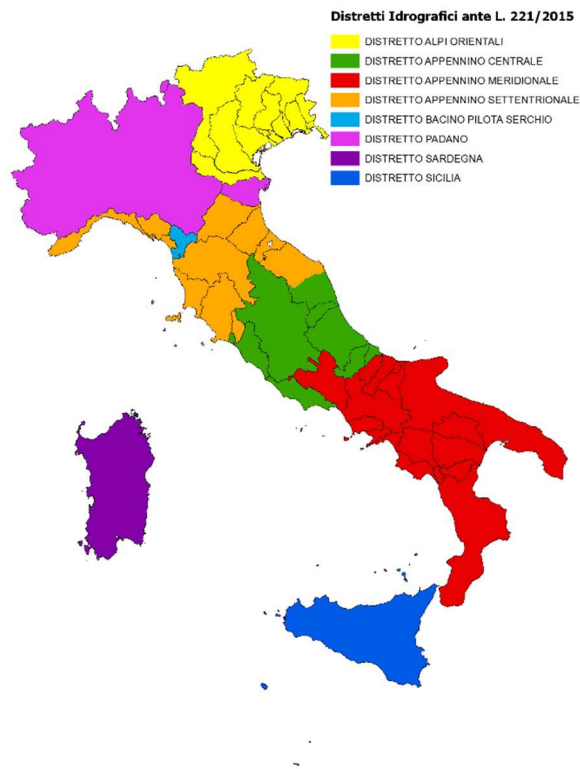 Distretti Idrografici ante L. 221/2015
DISTRETTO ALPI ORIENTALI
DISTRETTO APPENNINO CENTRALE
DISTRETTO APPENNINO MERIDIONALE
DISTRETTO APPENNINO SETTENTRIONALE
DISTRETTO BACINO PILOTA SERCHIO
DISTRETTO PADANO
DISTRETTO SARDEGNA
DISTRETTO SICILIA